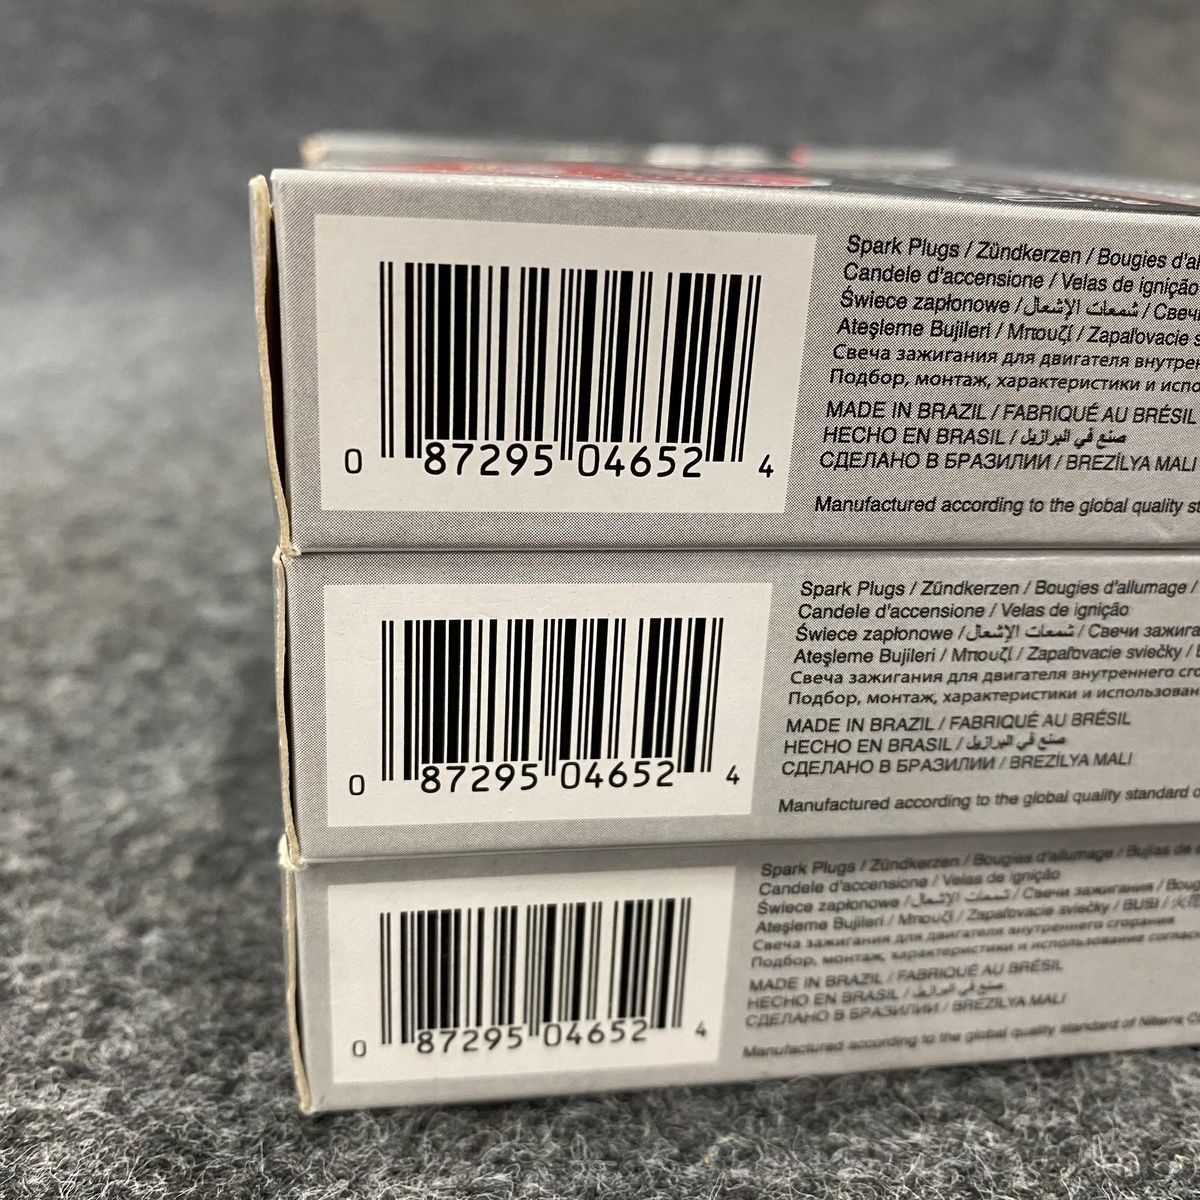 0 87295 04652 4
Spark Plugs / Zündkerzen / Bougies d'al
Candele d'accensione / Velas de ignição
Świece zapłonowe / شمعات الإشعال / Свечи
Ateşleme Bujileri / Μπουζί / Zapaľovacie s
Свеча зажигания для двигателя внутрен
Подбор, монтаж, характеристики и испо
MADE IN BRAZIL / FABRIQUÉ AU BRÉSIL
HECHO EN BRASIL / صنع في البرازيل
СДЕЛАНО В БРАЗИЛИИ / BREZİLYA MALI
Manufactured according to the global quality st
0 87295 04652 4
Spark Plugs / Zündkerzen / Bougies d'allumage /
Candele d'accensione / Velas de ignição
Świece zapłonowe / شمعات الإشعال / Свечи зажига
Ateşleme Bujileri / Μπουζί / Zapaľovacie sviečky /
Свеча зажигания для двигателя внутреннего сго
Подбор, монтаж, характеристики и использован
MADE IN BRAZIL / FABRIQUÉ AU BRÉSIL
HECHO EN BRASIL / صنع في البرازيل
СДЕЛАНО В БРАЗИЛИИ / BREZİLYA MALI
Manufactured according to the global quality standard o
0 87295 04652 4
Spark Plugs / Zündkerzen / Bougies d'allumage / Bujías de
Candele d'accensione / Velas de ignição
Świece zapłonowe / شمعات الإشعال / Свечи зажигания / Boug
Ateşleme Bujileri / Μπουζί / Zapaľovacie sviečky / BUSI /
Свеча зажигания для двигателя внутреннего сгорания
Подбор, монтаж, характеристики и использование соглас
MADE IN BRAZIL / FABRIQUÉ AU BRÉSIL
HECHO EN BRASIL / صنع في البرازيل
СДЕЛАНО В БРАЗИЛИИ / BREZİLYA MALI
Manufactured according to the global quality standard of Niterra